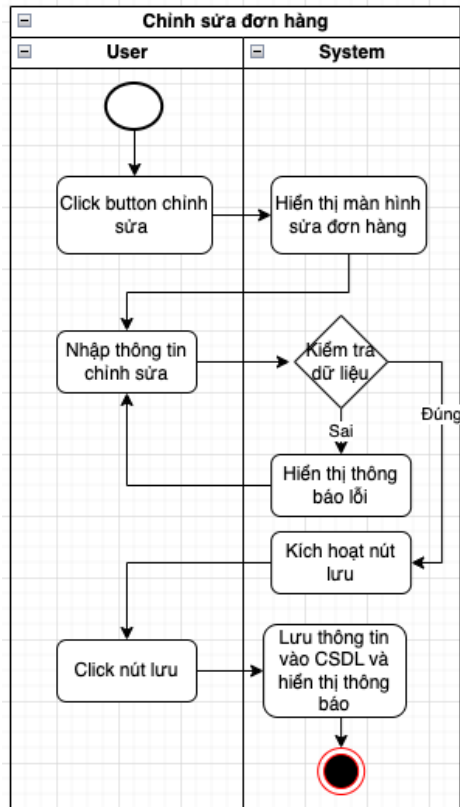 Chỉnh sửa đơn hàng
User
System
Click button chỉnh
sửa
Hiển thị màn hình
sửa đơn hàng
Nhập thông tin
chỉnh sửa
Kiểm tra
dữ liệu
Đúng
Sai
Hiển thị thông
báo lỗi
Kích hoạt nút
lưu
Click nút lưu
Lưu thông tin
vào CSDL và
hiển thị thông
báo